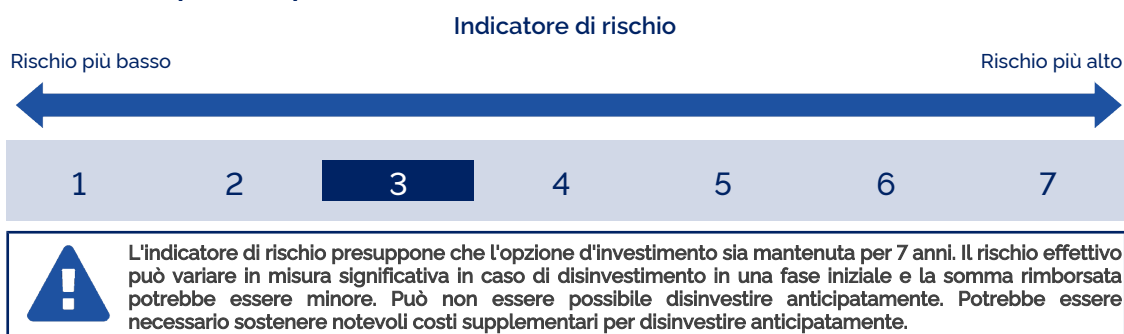 Indicatore di rischio
Rischio più basso
Rischio più alto
1 2 3 4 5 6 7
L'indicatore di rischio presuppone che l'opzione d'investimento sia mantenuta per 7 anni. Il rischio effettivo
può variare in misura significativa in caso di disinvestimento in una fase iniziale e la somma rimborsata
potrebbe essere minore. Può non essere possibile disinvestire anticipatamente. Potrebbe essere
necessario sostenere notevoli costi supplementari per disinvestire anticipatamente.